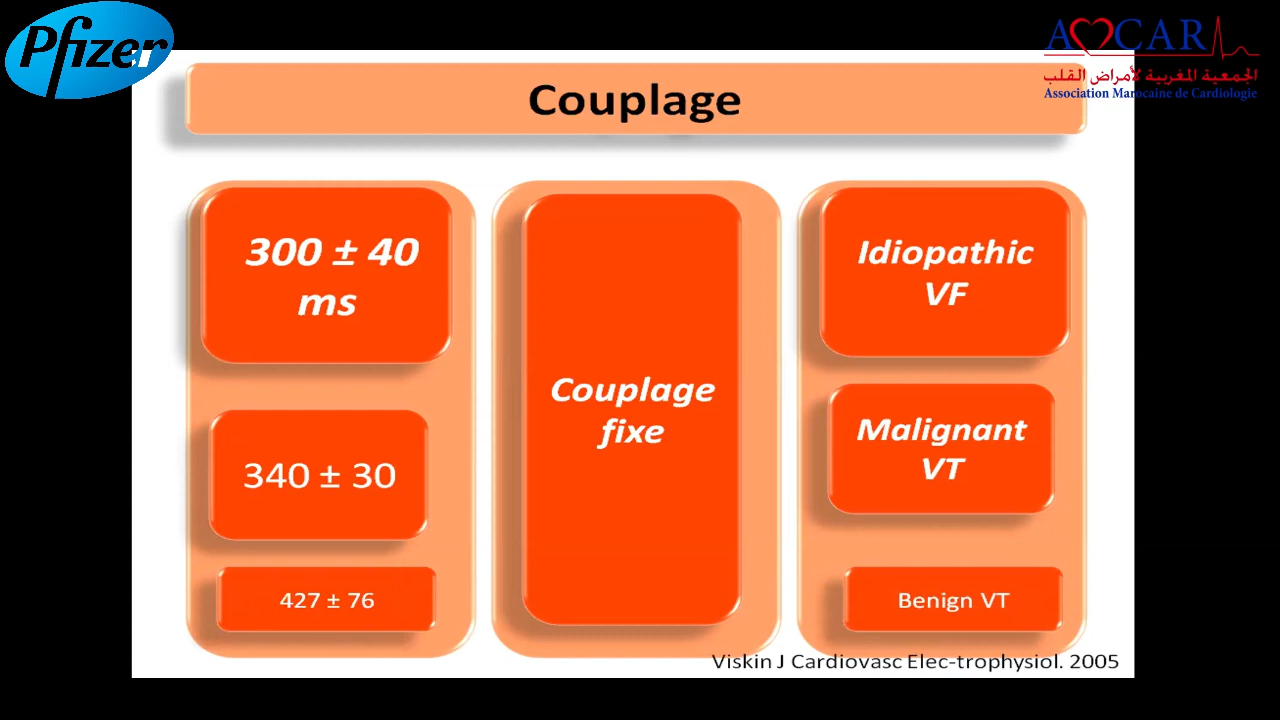 Pfizer
AMCAR
الجمعية المغربية لأمراض القلب
Association Marocaine de Cardiologie
Couplage
300 ± 40
ms
340 ± 30
427 ± 76
Couplage
fixe
Idiopathic
VF
Malignant
VT
Benign VT
Viskin J Cardiovasc Elec-trophysiol. 2005